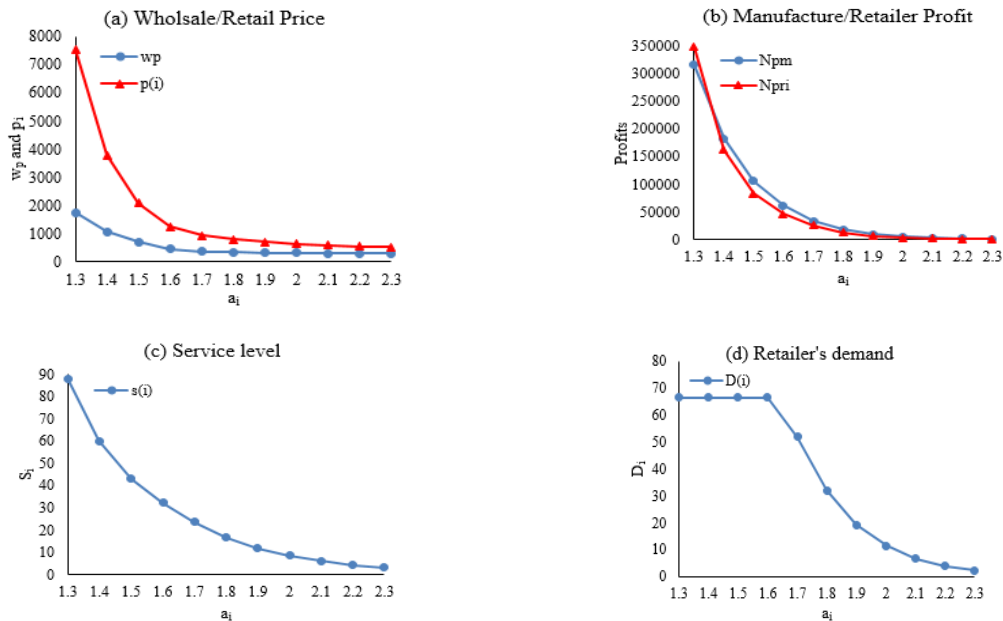 (a) Wholsale/Retail Price
8000
7000
6000
5000
4000
3000
2000
1000
0
wp and pi
wp
p(i)
1.3 1.4 1.5 1.6 1.7 1.8 1.9 2 2.1 2.2 2.3
ai
(b) Manufacture/Retailer Profit
350000
300000
250000
200000
150000
100000
50000
0
Profits
Npm
Npri
1.3 1.4 1.5 1.6 1.7 1.8 1.9 2 2.1 2.2 2.3
ai
(c) Service level
90
80
70
60
50
40
30
20
10
0
Si
s(i)
1.3 1.4 1.5 1.6 1.7 1.8 1.9 2 2.1 2.2 2.3
ai
(d) Retailer's demand
80
70
60
50
40
30
20
10
0
Di
D(i)
1.3 1.4 1.5 1.6 1.7 1.8 1.9 2 2.1 2.2 2.3
ai